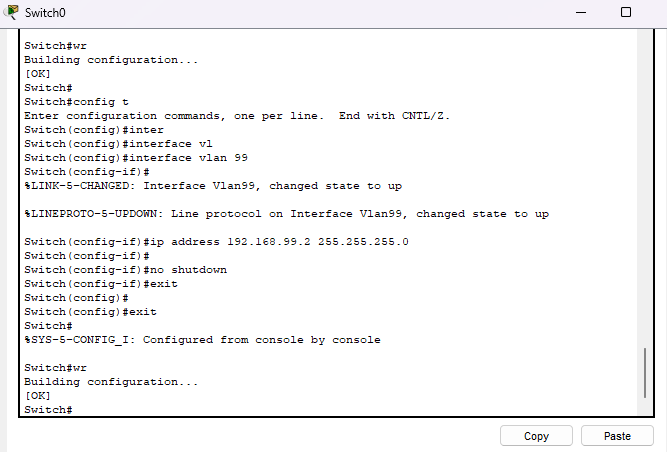 Switch0
Switch#wr
Building configuration...
[OK]
Switch#
Switch#config t
Enter configuration commands, one per line.  End with CNTL/Z.
Switch(config)#inter
Switch(config)#interface vl
Switch(config)#interface vlan 99
Switch(config-if)#
%LINK-5-CHANGED: Interface Vlan99, changed state to up
%LINEPROTO-5-UPDOWN: Line protocol on Interface Vlan99, changed state to up
Switch(config-if)#ip address 192.168.99.2 255.255.255.0
Switch(config-if)#
Switch(config-if)#no shutdown
Switch(config-if)#exit
Switch(config)#
Switch(config)#exit
Switch#
%SYS-5-CONFIG_I: Configured from console by console
Switch#wr
Building configuration...
[OK]
Switch#
Copy Paste